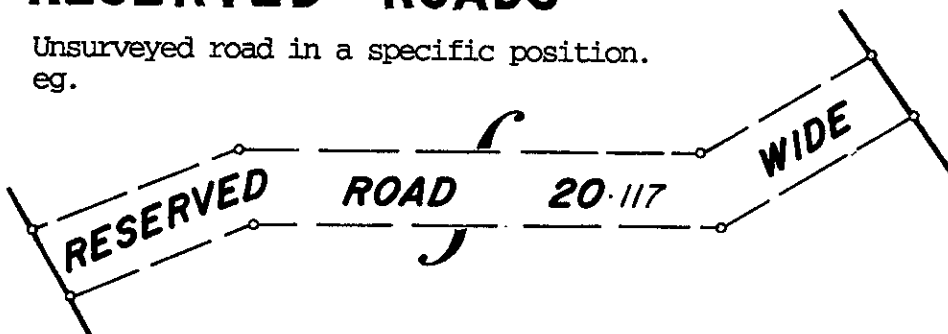 RESERVED ROADS
Unsurveyed road in a specific position.
eg.
RESERVED ROAD 20·117 WIDE